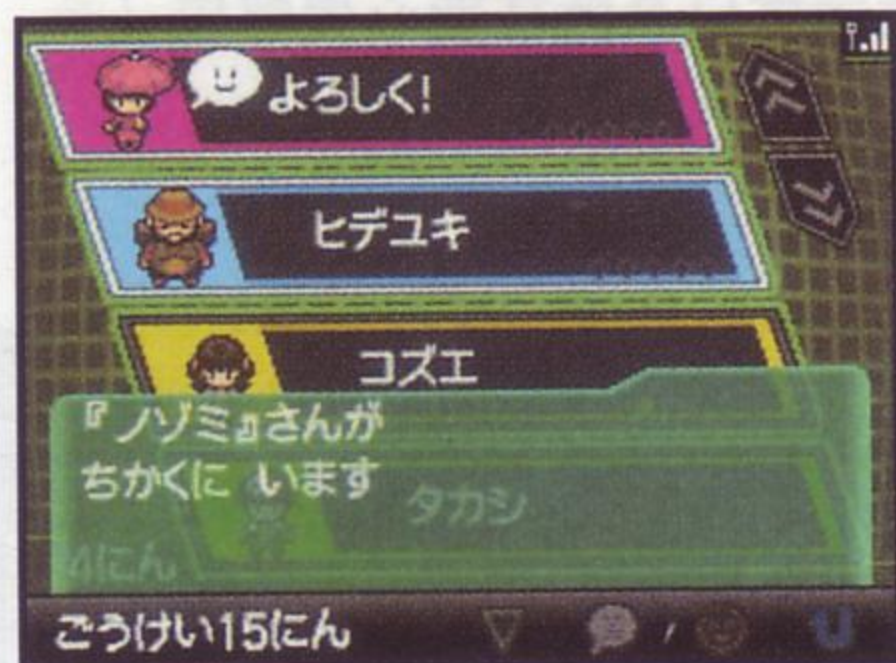 よろしく!
ヒデユキ
コズエ
『ノゾミ』さんが
ちかくに います
タカシ
4にん
ごうけい15にん